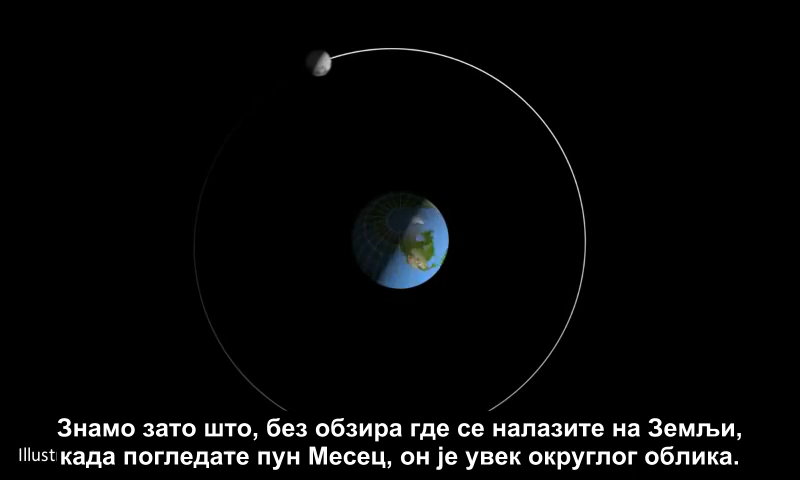 Знамо зато што, без обзира где се налазите на Земљи,
Illust када погледате пун Месец, он је увек округлог облика.